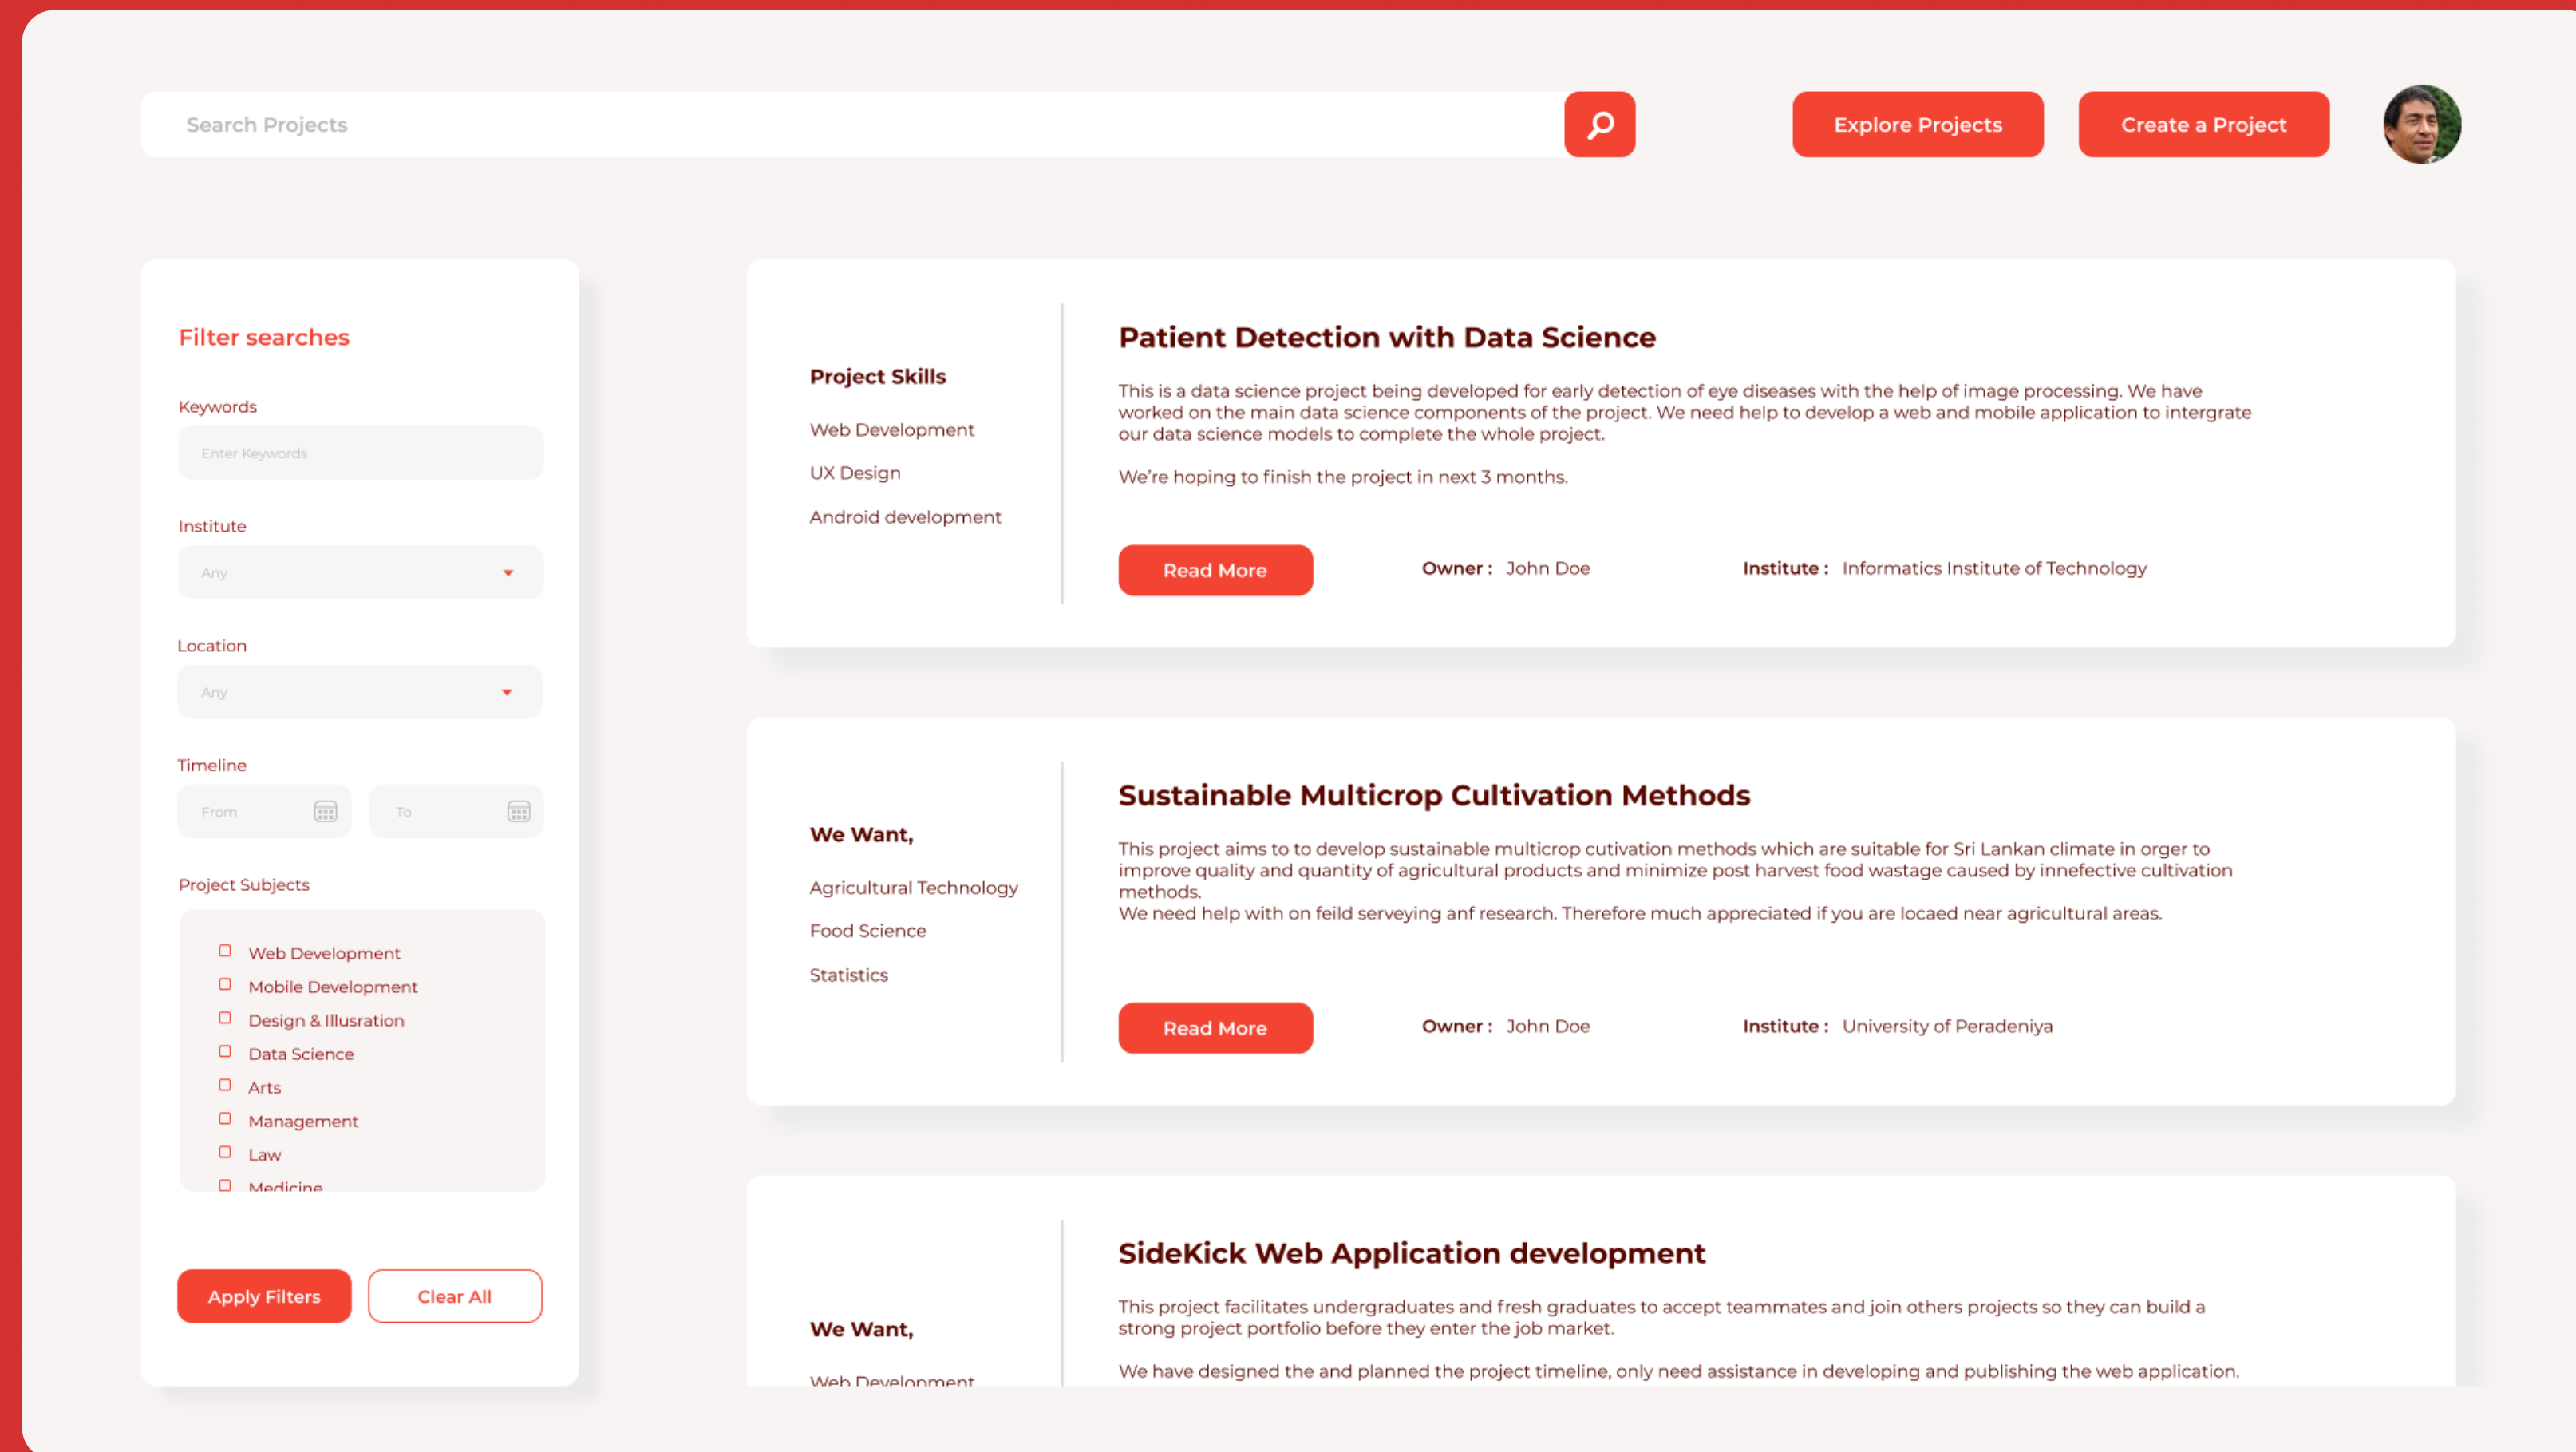 Search Projects
Explore Projects
Create a Project
Filter searches
Keywords
Enter Keywords
Institute
Any
Location
Any
Timeline
From
To
Project Subjects
Web Development
Mobile Development
Design & Illusration
Data Science
Arts
Management
Law
Medicine
Apply Filters
Clear All
Project Skills
Web Development
UX Design
Android development
Patient Detection with Data Science
This is a data science project being developed for early detection of eye diseases with the help of image processing. We have
worked on the main data science components of the project. We need help to develop a web and mobile application to intergrate
our data science models to complete the whole project.
We're hoping to finish the project in next 3 months.
Read More
Owner : John Doe
Institute : Informatics Institute of Technology
We Want,
Agricultural Technology
Food Science
Statistics
Sustainable Multicrop Cultivation Methods
This project aims to to develop sustainable multicrop cutivation methods which are suitable for Sri Lankan climate in orger to
improve quality and quantity of agricultural products and minimize post harvest food wastage caused by innefective cultivation
methods.
We need help with on feild serveying anf research. Therefore much appreciated if you are locaed near agricultural areas.
Read More
Owner : John Doe
Institute : University of Peradeniya
We Want,
Web Development
SideKick Web Application development
This project facilitates undergraduates and fresh graduates to accept teammates and join others projects so they can build a
strong project portfolio before they enter the job market.
We have designed the and planned the project timeline, only need assistance in developing and publishing the web application.